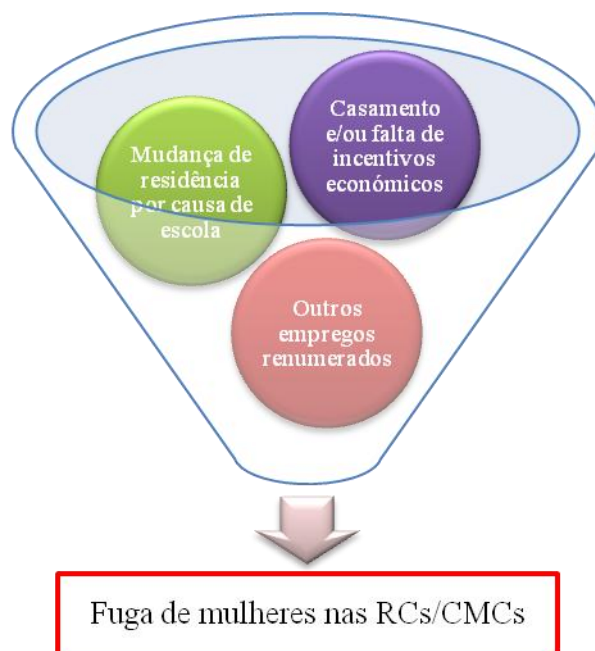 Casamento
e/ou falta de
incentivos
económicos
Mudança de
residência
por causa de
escola
Outros
empregos
renumerados
Fuga de mulheres nas RCs/CMCs